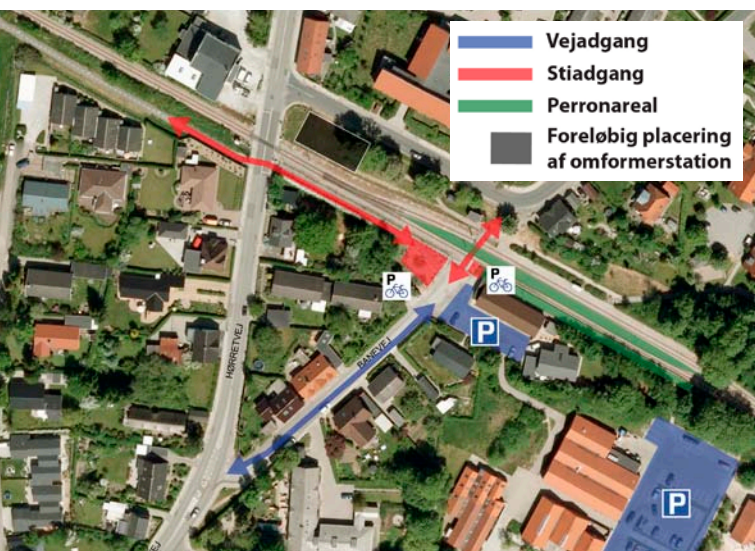 Vejadgang
Stiadgang
Perronareal
Foreløbig placering
af omformerstation
P
P
P
P
HØRRETVEJ
BANEVEJ